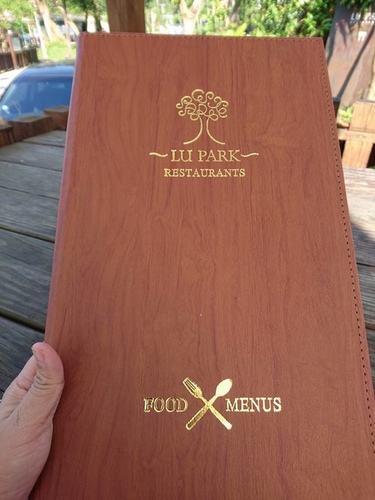 LU PARK
RESTAURANTS
FOOD MENUS